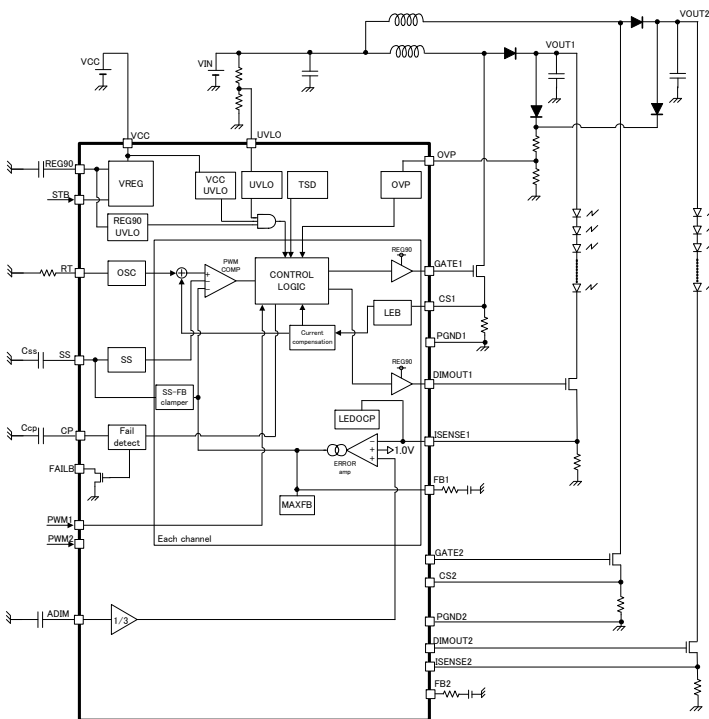 VOUT2
VOUT1
VCC
VIN
VCC
UVLO
OVP
REG90
STB
VREG
VCC
UVLO
UVLO
TSD
OVP
REG90
UVLO
REG90
RT
OSC
+
PWM
COMP
+
−
−
CONTROL
LOGIC
GATE1
CS1
LEB
Current
compensation
PGND1
Css
SS
SS
REG90
SS-FB
clamper
DIMOUT1
Ccp
CP
Fail
detect
LEDOCP
−
+
+
1.0V
ERROR
amp
ISENSE1
FAILB
FB1
MAXFB
PWM1
Each channel
PWM2
GATE2
CS2
ADIM
1/3
PGND2
DIMOUT2
ISENSE2
FB2